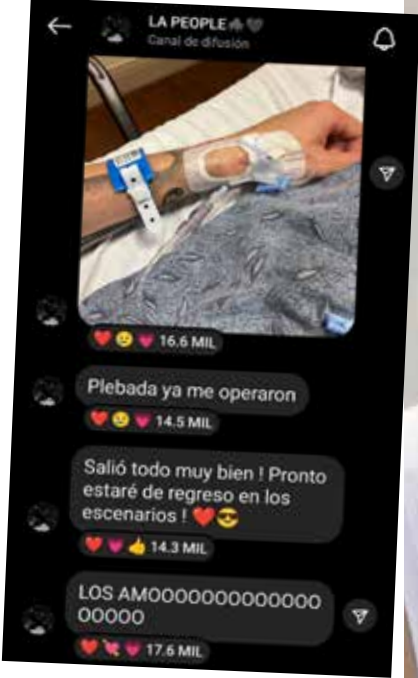 LA PEOPLE
Canal de difusión
16.6 MIL
Plebada ya me operaron
14.5 MIL
Salió todo muy bien ! Pronto
estaré de regreso en los
escenarios ! ❤️😎
14.3 MIL
LOS AMOOOOOOOOOOOOOO
OOOOO
17.6 MIL